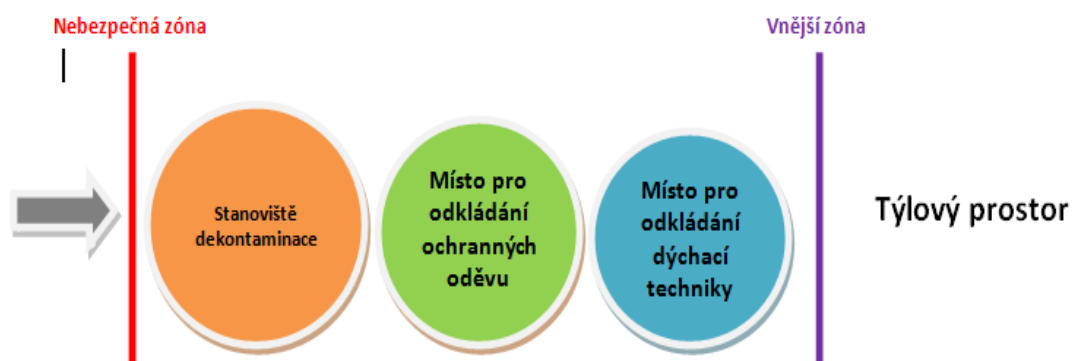 Nebezpečná zóna
Vnější zóna
Stanoviště
dekontaminace
Místo pro
odkládání
ochranných
oděvu
Místo pro
odkládání
dýchací
techniky
Týlový prostor